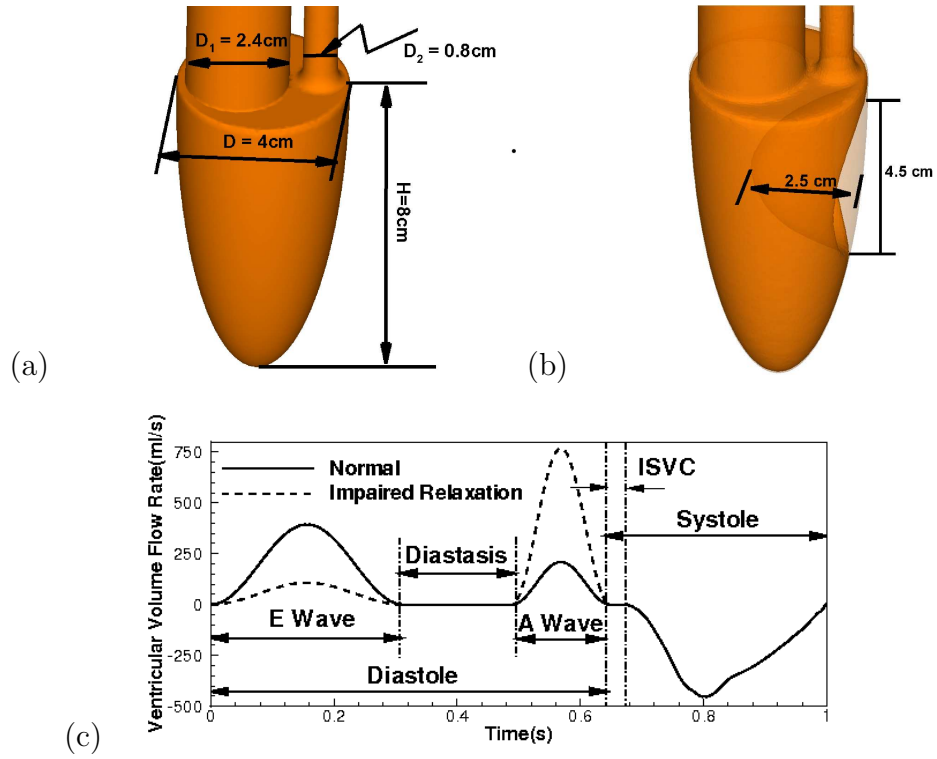 D₁ = 2.4cm
D₂ = 0.8cm
D = 4cm
H=8cm
(a)
2.5 cm
4.5 cm
(b)
Ventricular Volume Flow Rate(ml/s)
750
500
250
0
-250
-500
Normal
Impaired Relaxation
ISVC
Systole
Diastasis
E Wave
A Wave
Diastole
0
0.2
0.4
0.6
0.8
1
Time(s)
(c)